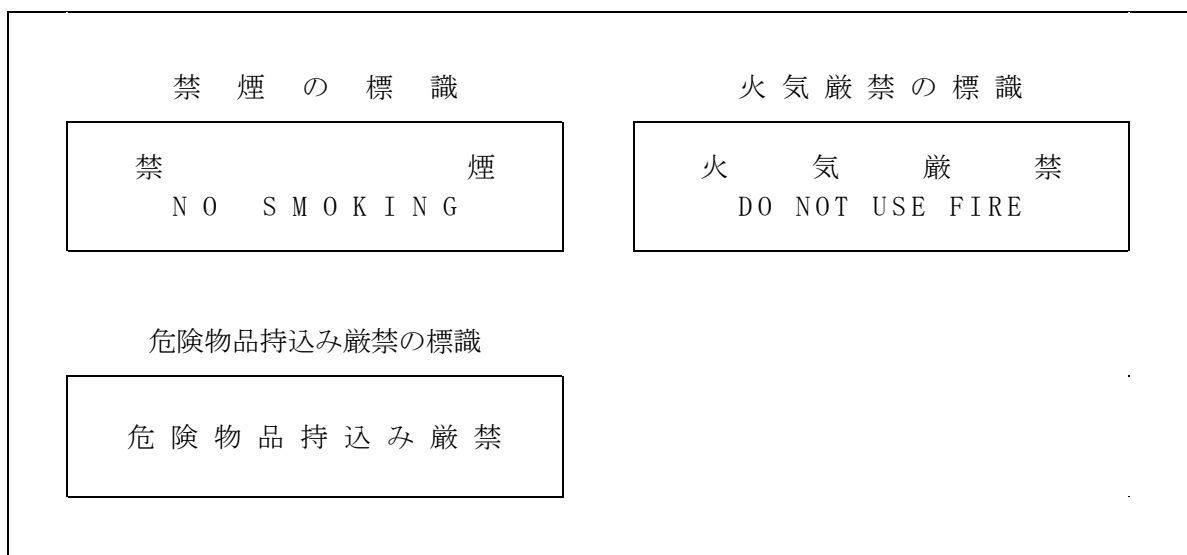 禁煙の標識
禁煙
NO SMOKING
火気厳禁の標識
火気厳禁
DO NOT USE FIRE
危険物品持込み厳禁の標識
危険物品持込み厳禁